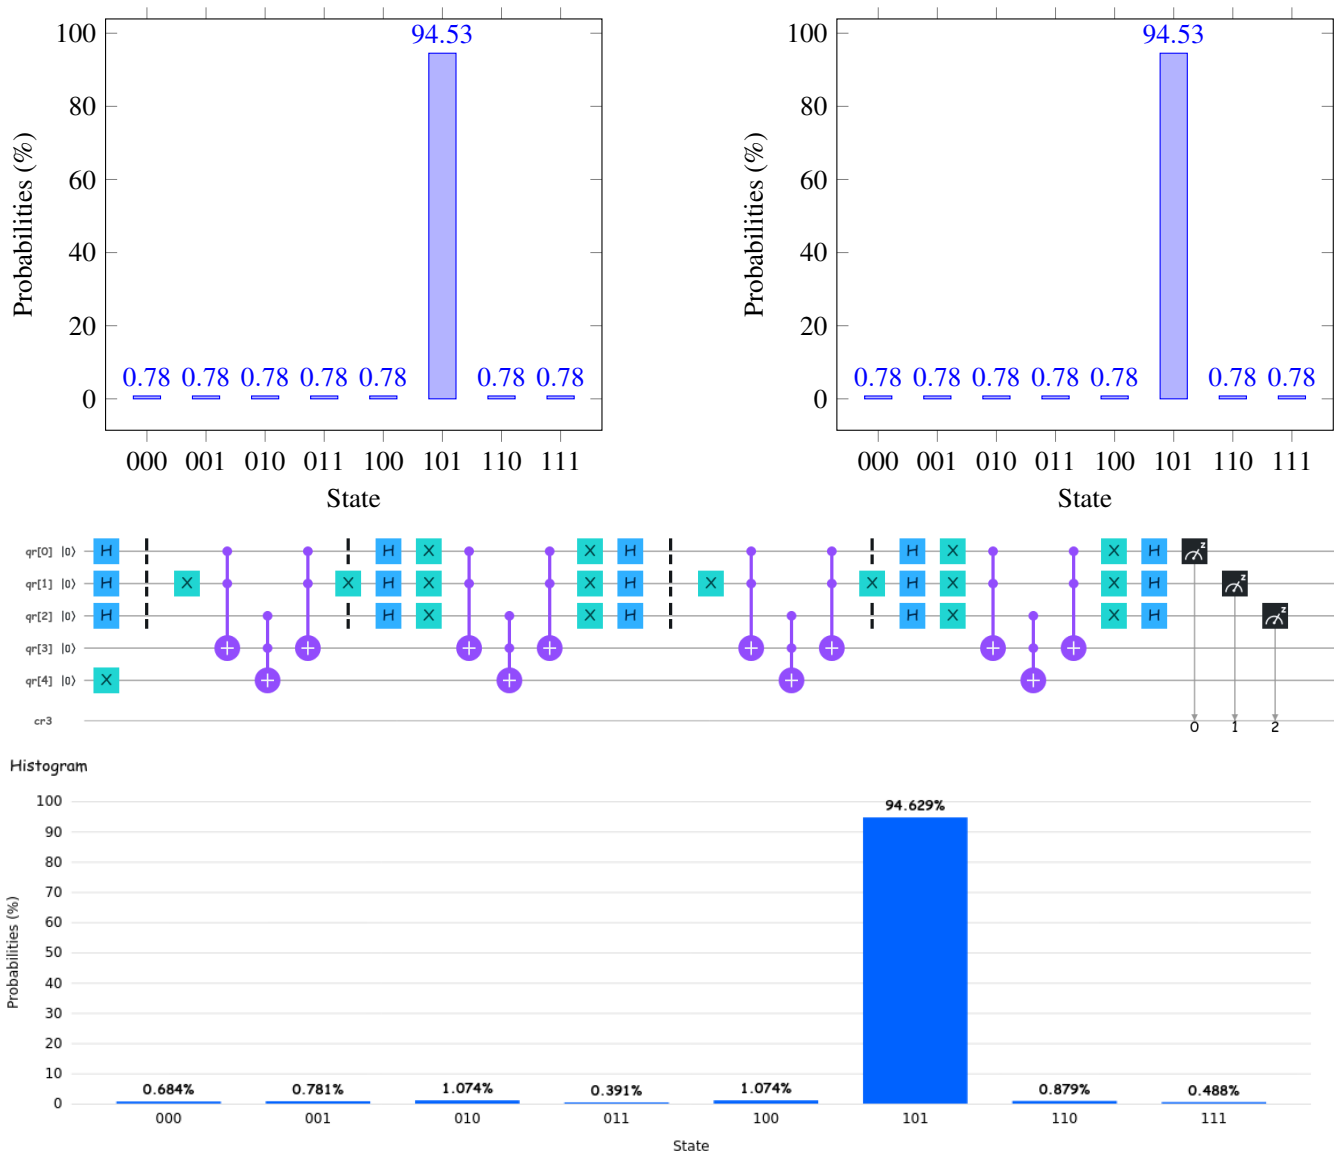 100
94.53
80
60
40
20
0.78 0.78 0.78 0.78 0.78 0.78 0.78
0
000 001 010 011 100 101 110 111
State
Probabilities (%)
100
94.53
80
60
40
20
0.78 0.78 0.78 0.78 0.78 0.78 0.78
0
000 001 010 011 100 101 110 111
State
Probabilities (%)
qr[0] |0⟩ H H X X H H X X H z
qr[1] |0⟩ H X X H X X H X X H X X H z
qr[2] |0⟩ H H X X H H X X H z
qr[3] |0⟩ + + + + + + + +
qr[4] |0⟩ X + + + +
cr3 0 1 2
Histogram
100
94.629%
90
80
70
60
50
40
30
20
10
0.684% 0.781% 1.074% 0.391% 1.074% 0.879% 0.488%
0
000 001 010 011 100 101 110 111
State
Probabilities (%)